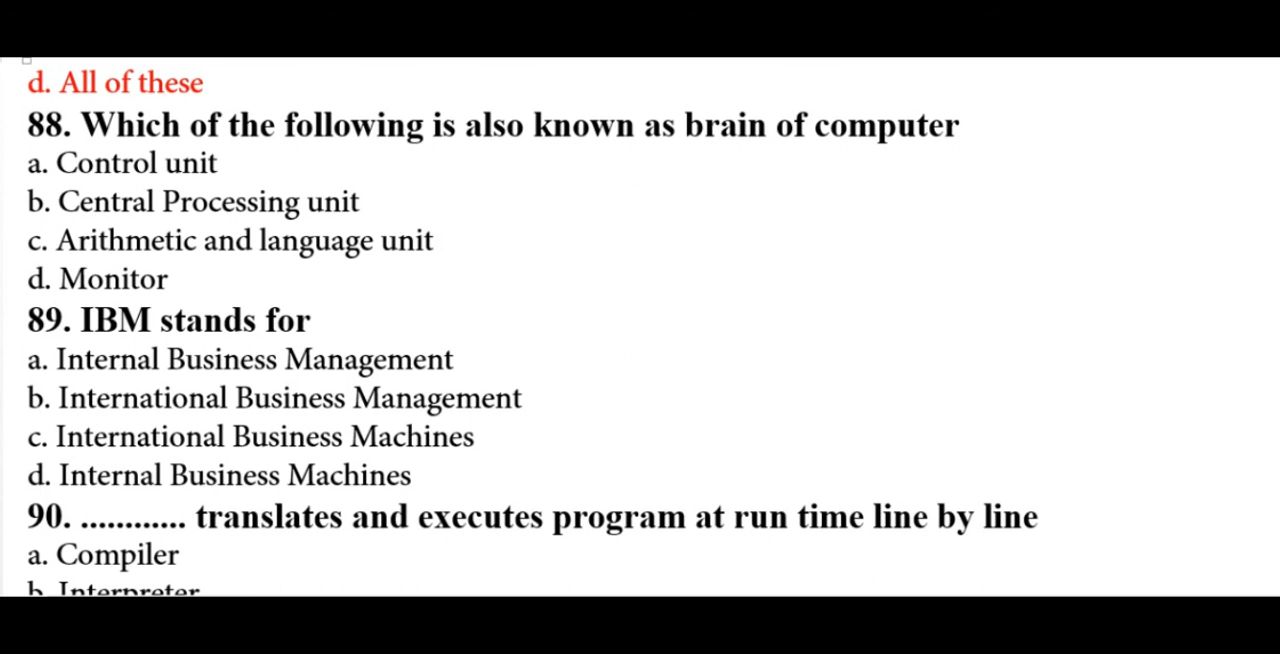 d. All of these
88. Which of the following is also known as brain of computer
a. Control unit
b. Central Processing unit
c. Arithmetic and language unit
d. Monitor
89. IBM stands for
a. Internal Business Management
b. International Business Management
c. International Business Machines
d. Internal Business Machines
90. ............ translates and executes program at run time line by line
a. Compiler
b. Interpreter